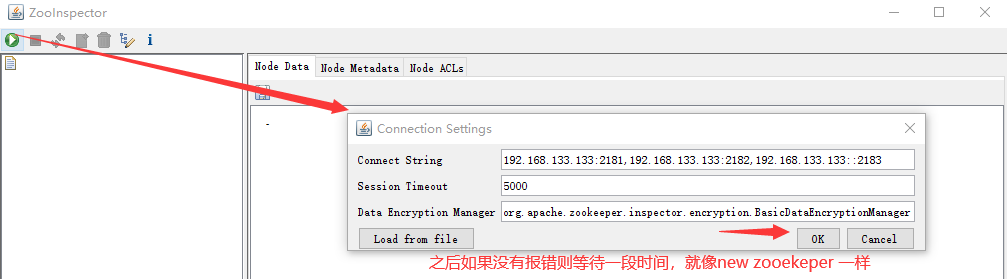 ZooInspector
Node Data Node Metadata Node ACLs
Connection Settings
Connect String 192.168.133.133:2181,192.168.133.133:2182,192.168.133.133::2183
Session Timeout 5000
Data Encryption Manager org.apache.zookeeper.inspector.encryption.BasicDataEncryptionManager
Load from file OK Cancel
之后如果没有报错则等待一段时间，就像new zooekeper 一样